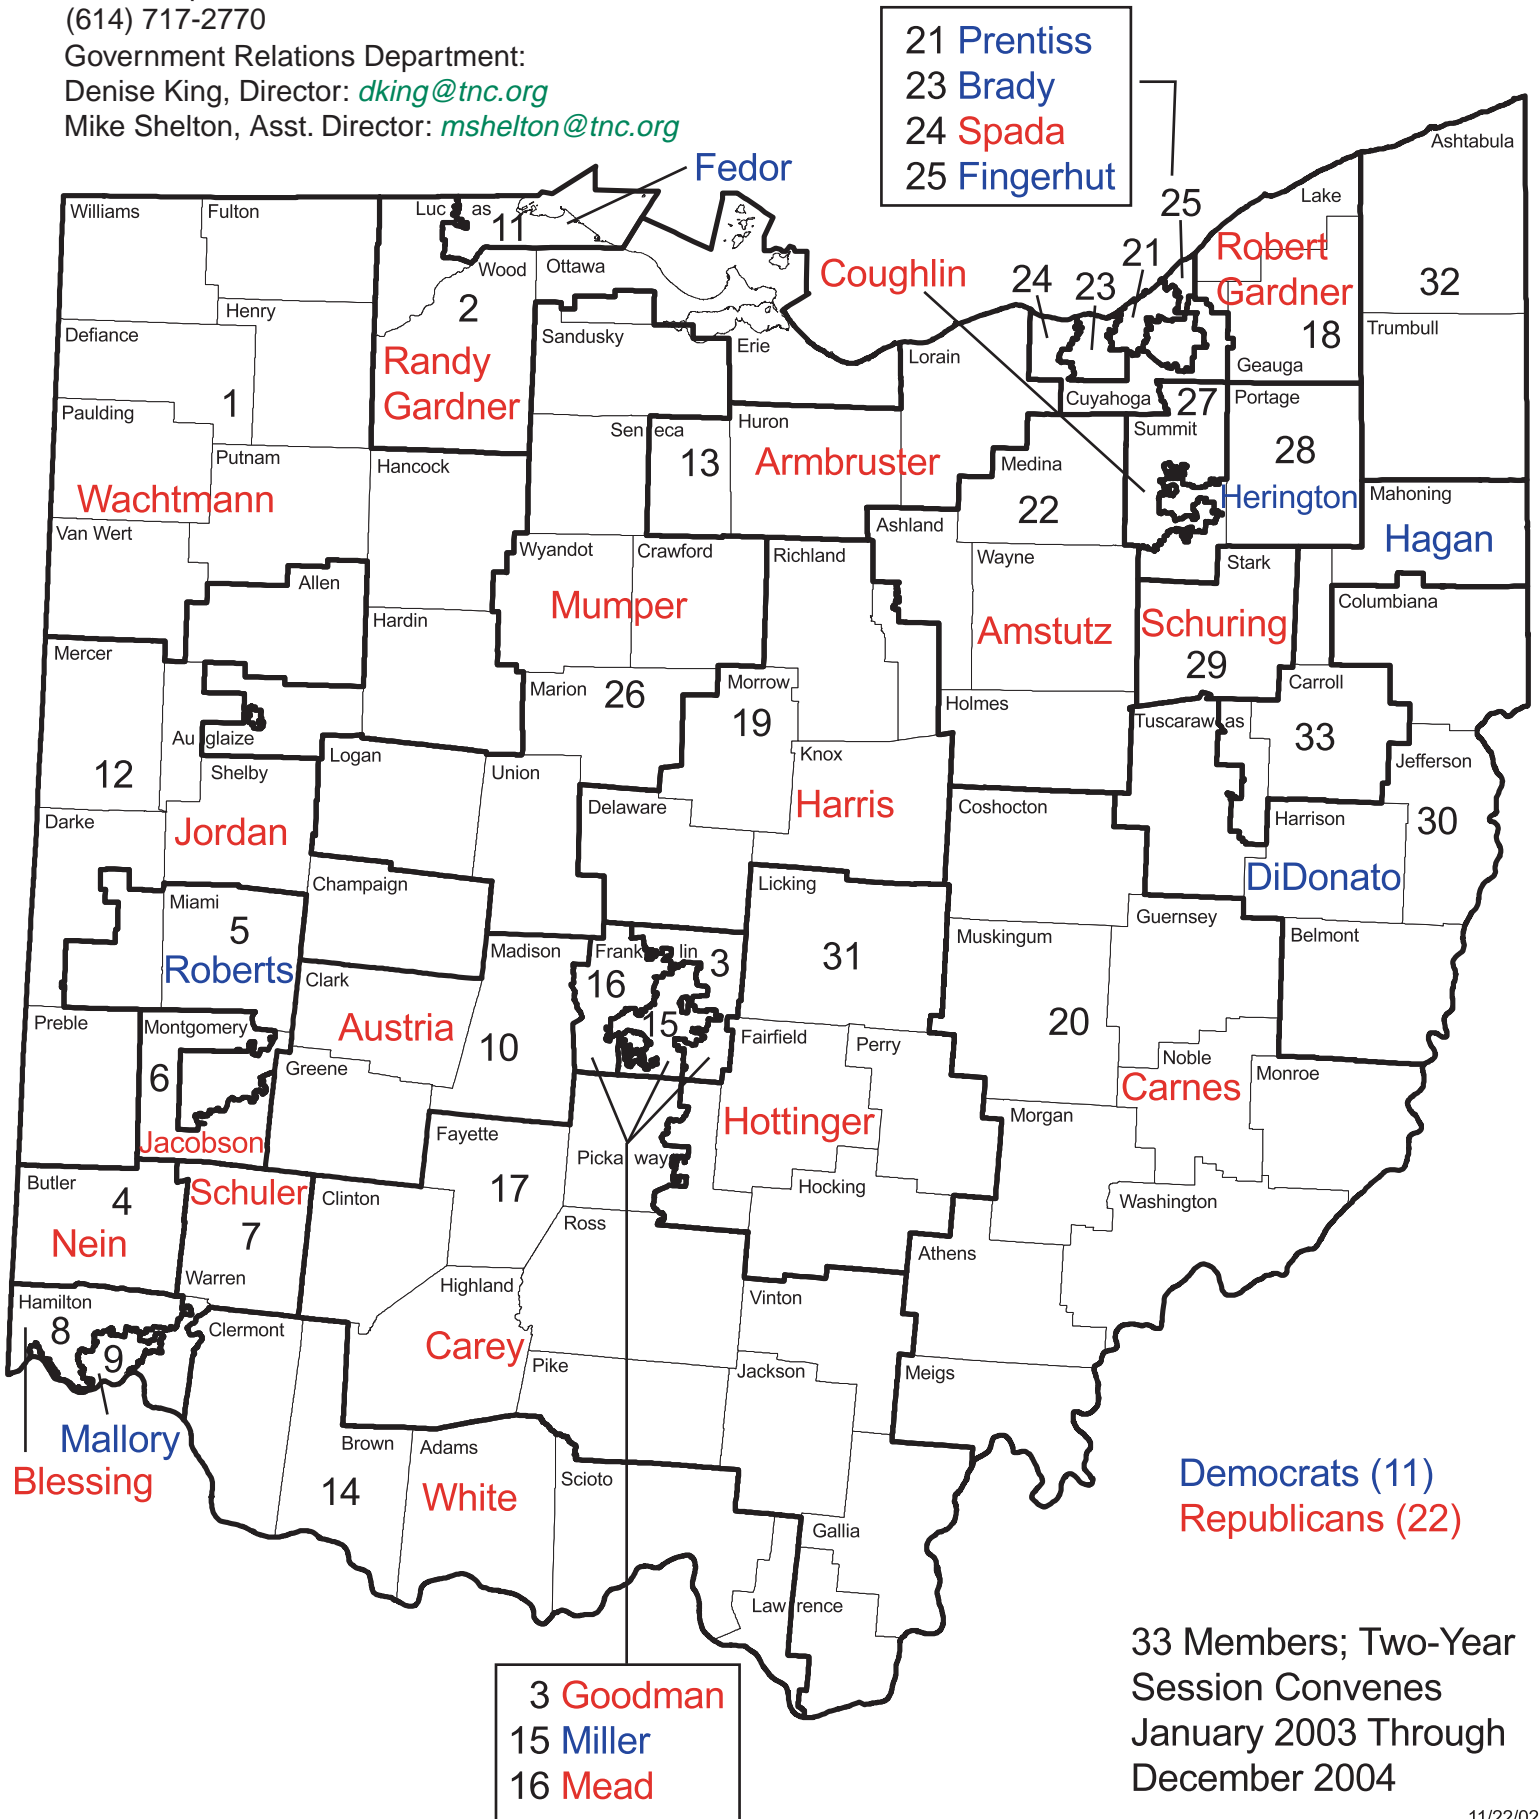 (614) 717-2770
Government Relations Department:
Denise King, Director: dking@tnc.org
Mike Shelton, Asst. Director: mshelton@tnc.org
21 Prentiss
23 Brady
24 Spada
25 Fingerhut
Fedor
Ashtabula
Williams
Fulton
Luc as
11
Lake
25
Robert
Gardner
18
21
24
23
Coughlin
32
Wood
Ottawa
2
Henry
Defiance
Sandusky
Erie
Lorain
Trumbull
Geauga
Randy
Gardner
1
Paulding
Cuyahoga
27
Portage
Seneca
Huron
Summit
13
Armbruster
28
Putnam
Hancock
Medina
22
Herington
Mahoning
Wachtmann
Hagan
Van Wert
Ashland
Wyandot
Crawford
Richland
Wayne
Stark
Allen
Mumper
Columbiana
Hardin
Amstutz
Schuring
29
Mercer
Marion
26
Morrow
19
Carroll
Holmes
Tuscarawas
33
Auglaize
Logan
Knox
Jefferson
12
Shelby
Union
Delaware
Harris
Coshocton
Darke
Jordan
Harrison
30
DiDonato
Champaign
Licking
Miami
5
Roberts
Guernsey
Muskingum
Belmont
Madison
Frank lin
3
16
15
31
Clark
Austria
10
20
Preble
Montgomery
6
Jacobson
Greene
Fairfield
Perry
Noble
Carnes
Monroe
Hottinger
Morgan
Fayette
17
Picka way
Hocking
Washington
Butler
4
Nein
Schuler
7
Warren
Clinton
Ross
Athens
Highland
Vinton
Hamilton
8
9
Clermont
Carey
Pike
Jackson
Meigs
Mallory
Blessing
Brown
14
Adams
White
Scioto
Gallia
Lawrence
Democrats (11)
Republicans (22)
3 Goodman
15 Miller
16 Mead
33 Members; Two-Year
Session Convenes
January 2003 Through
December 2004
11/22/02